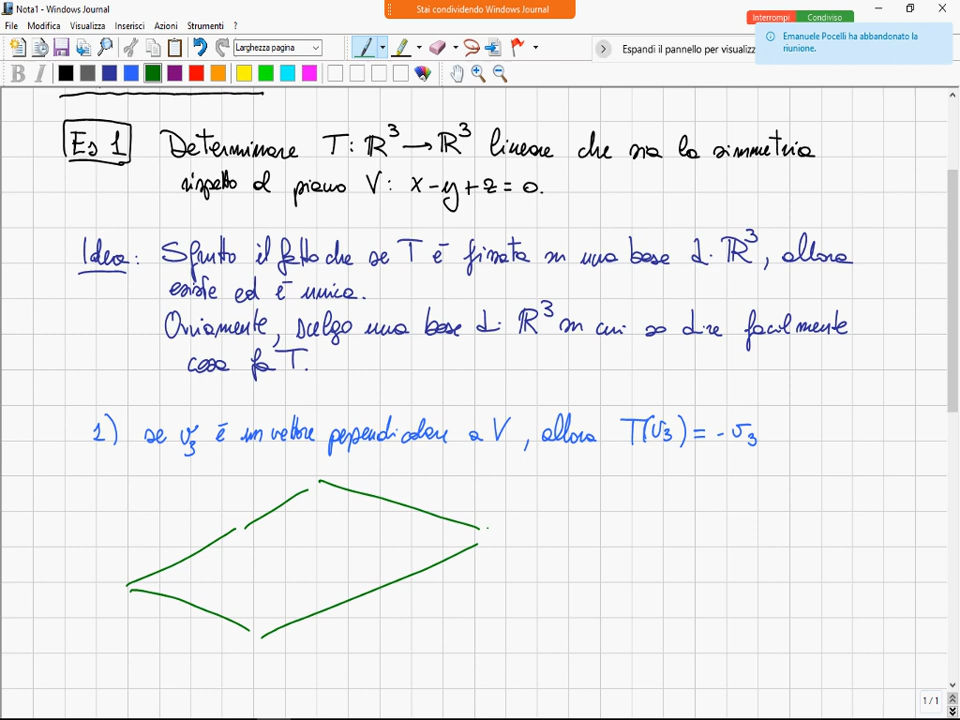 Nota1 - Windows Journal
Stai condividendo Windows Journal
Interrompi
Condiviso
Emanuele Pocelli ha abbandonato la
riunione.
File Modifica Visualizza Inserisci Azioni Strumenti ?
Larghezza pagina
Espandi il pannello per visualizz
B I
Es 1 Determinare T: ℝ³ → ℝ³ lineare che sia la simmetria
rispetto al piano V: x-y+z=0.
Idea: Sfrutto il fatto che se T è fissata su una base di ℝ³, allora
esiste ed è unica.
Ovviamente, scelgo una base di ℝ³ su cui so dire facilmente
cosa fa T.
1) se v₃ è un vettore perpendicolare a V, allora T(v₃) = -v₃
1 / 1